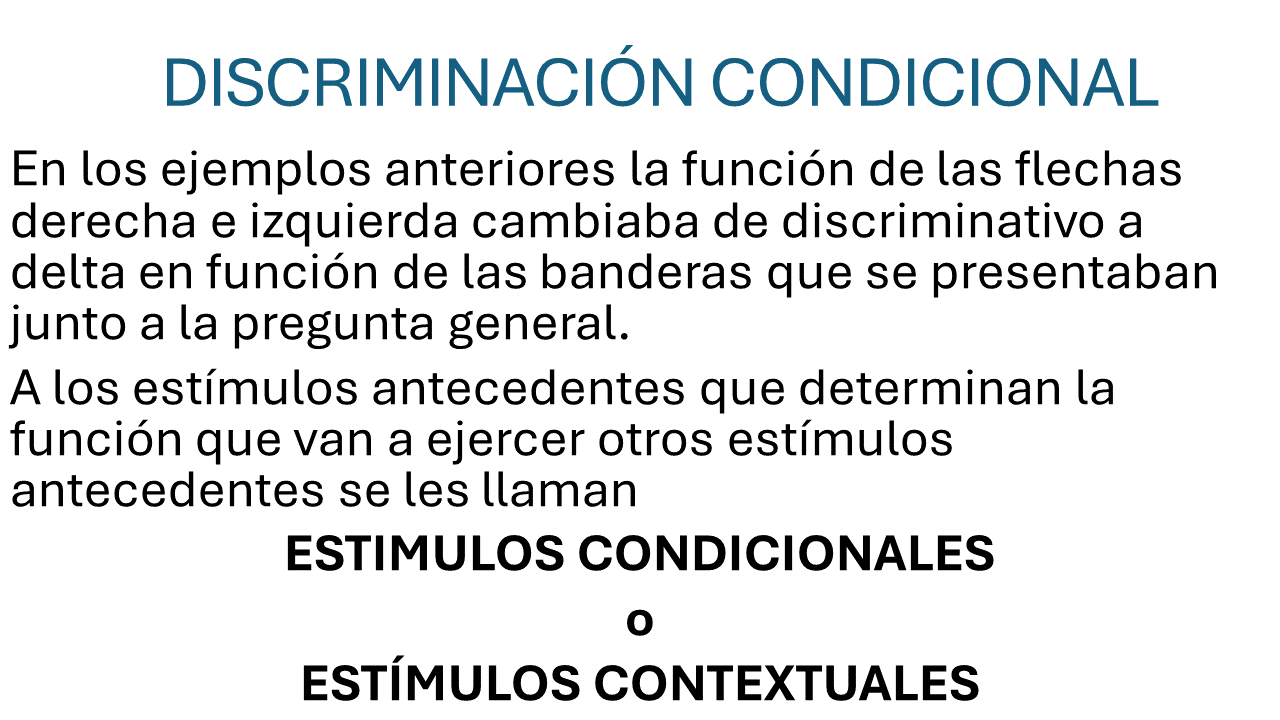 DISCRIMINACIÓN CONDICIONAL
En los ejemplos anteriores la función de las flechas
derecha e izquierda cambiaba de discriminativo a
delta en función de las banderas que se presentaban
junto a la pregunta general.
A los estímulos antecedentes que determinan la
función que van a ejercer otros estímulos
antecedentes se les llaman
ESTIMULOS CONDICIONALES
o
ESTÍMULOS CONTEXTUALES